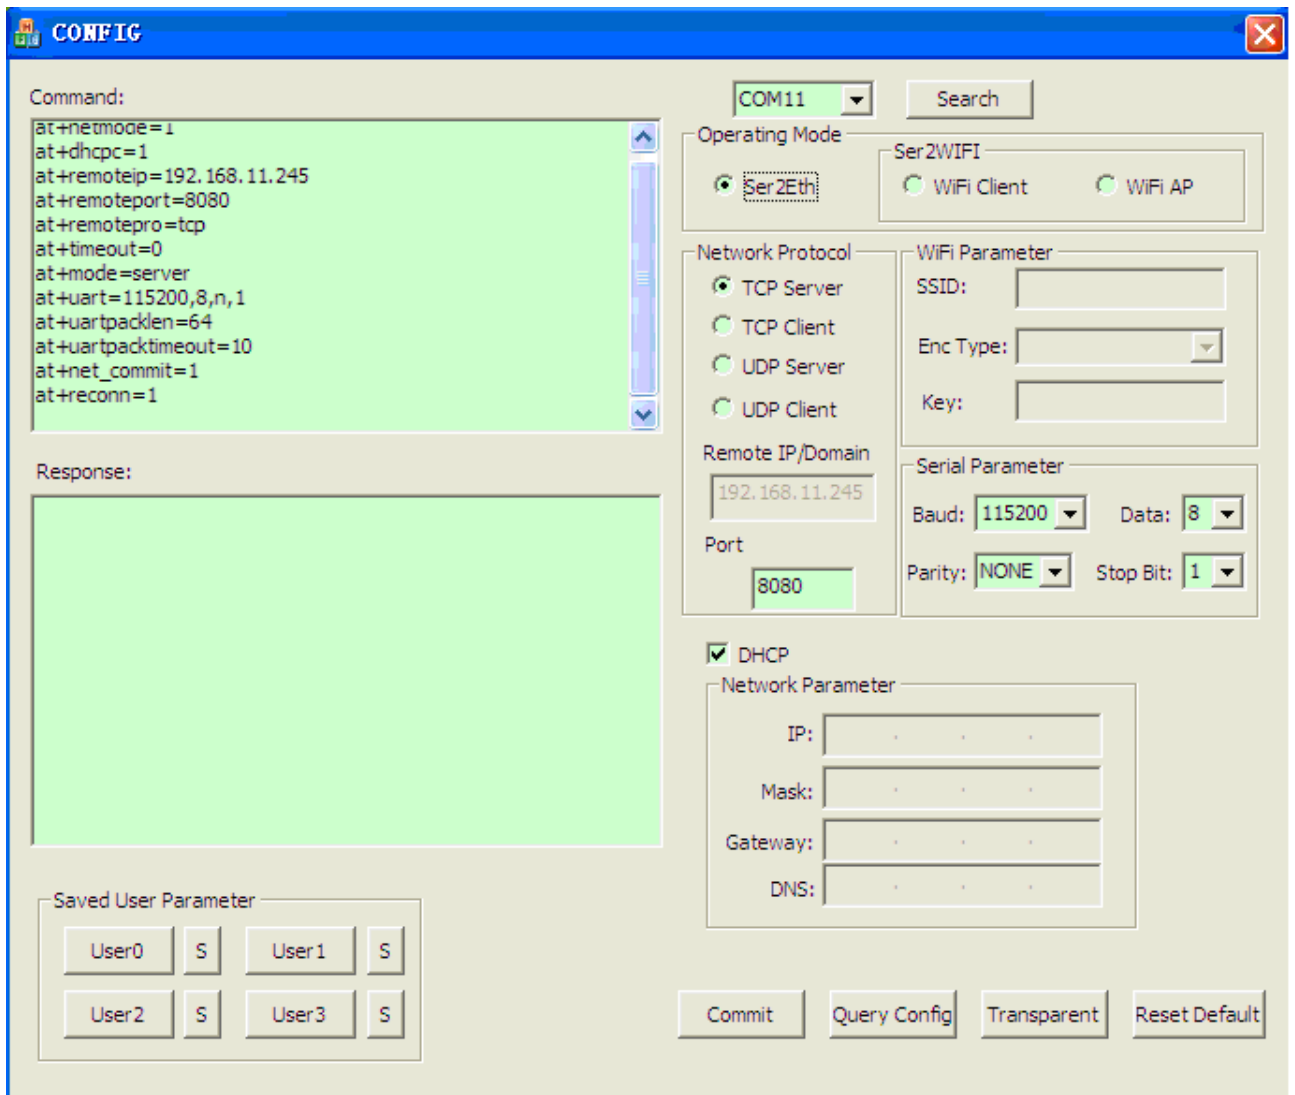 CONFIG
Command:
at+netmode=1
at+dhcpc=1
at+remoteip=192.168.11.245
at+remoteport=8080
at+remotepro=tcp
at+timeout=0
at+mode=server
at+uart=115200,8,n,1
at+uartpacklen=64
at+uartpacktimeout=10
at+net_commit=1
at+reconn=1
Response:
Saved User Parameter
User0 S User1 S
User2 S User3 S
COM11 Search
Operating Mode
Ser2Eth
Ser2WIFI
WiFi Client WiFi AP
Network Protocol
TCP Server
TCP Client
UDP Server
UDP Client
Remote IP/Domain
192.168.11.245
Port
8080
WiFi Parameter
SSID:
Enc Type:
Key:
Serial Parameter
Baud: 115200 Data: 8
Parity: NONE Stop Bit: 1
DHCP
Network Parameter
IP:
Mask:
Gateway:
DNS:
Commit Query Config Transparent Reset Default